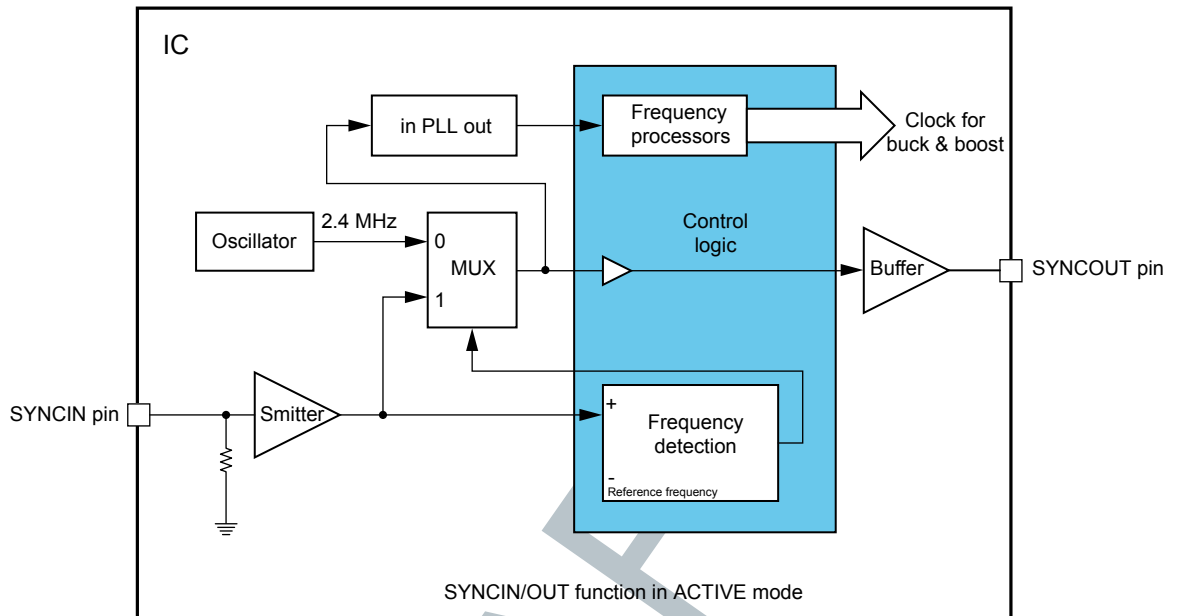 IC
in PLL out
Frequency
processors
Clock for
buck & boost
2.4 MHz
Oscillator
0
MUX
1
Control
logic
Buffer
SYNCOUT pin
SYNCIN pin
Smitter
+
Frequency
detection
-
Reference frequency
SYNCIN/OUT function in ACTIVE mode